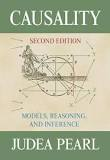 CAUSALITY
SECOND EDITION
MODELS, REASONING,
AND INFERENCE
JUDEA PEARL